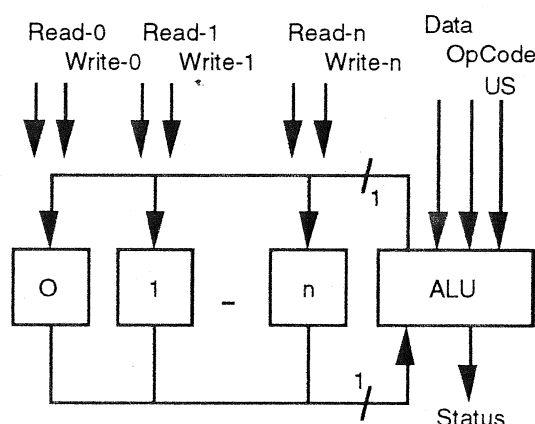 Read-0 Read-1 Read-n Data
Write-0 Write-1 Write-n OpCode
US
1
O 1 – n ALU
1
Status